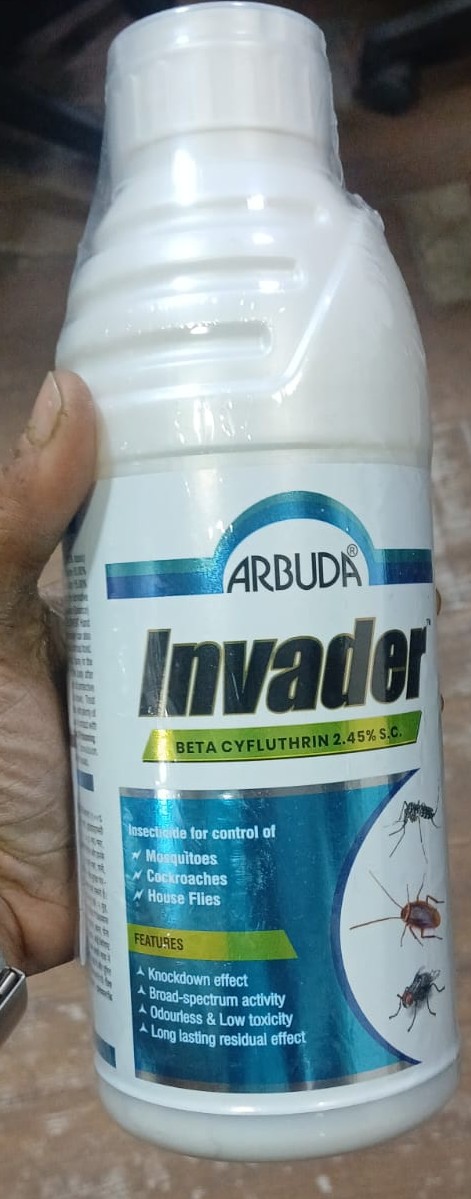 ARBUDA®
Invader™
BETA CYFLUTHRIN 2.45% S.C.
Insecticide for control of
Mosquitoes
Cockroaches
House Flies
FEATURES
Knockdown effect
Broad-spectrum activity
Odourless & Low toxicity
Long lasting residual effect